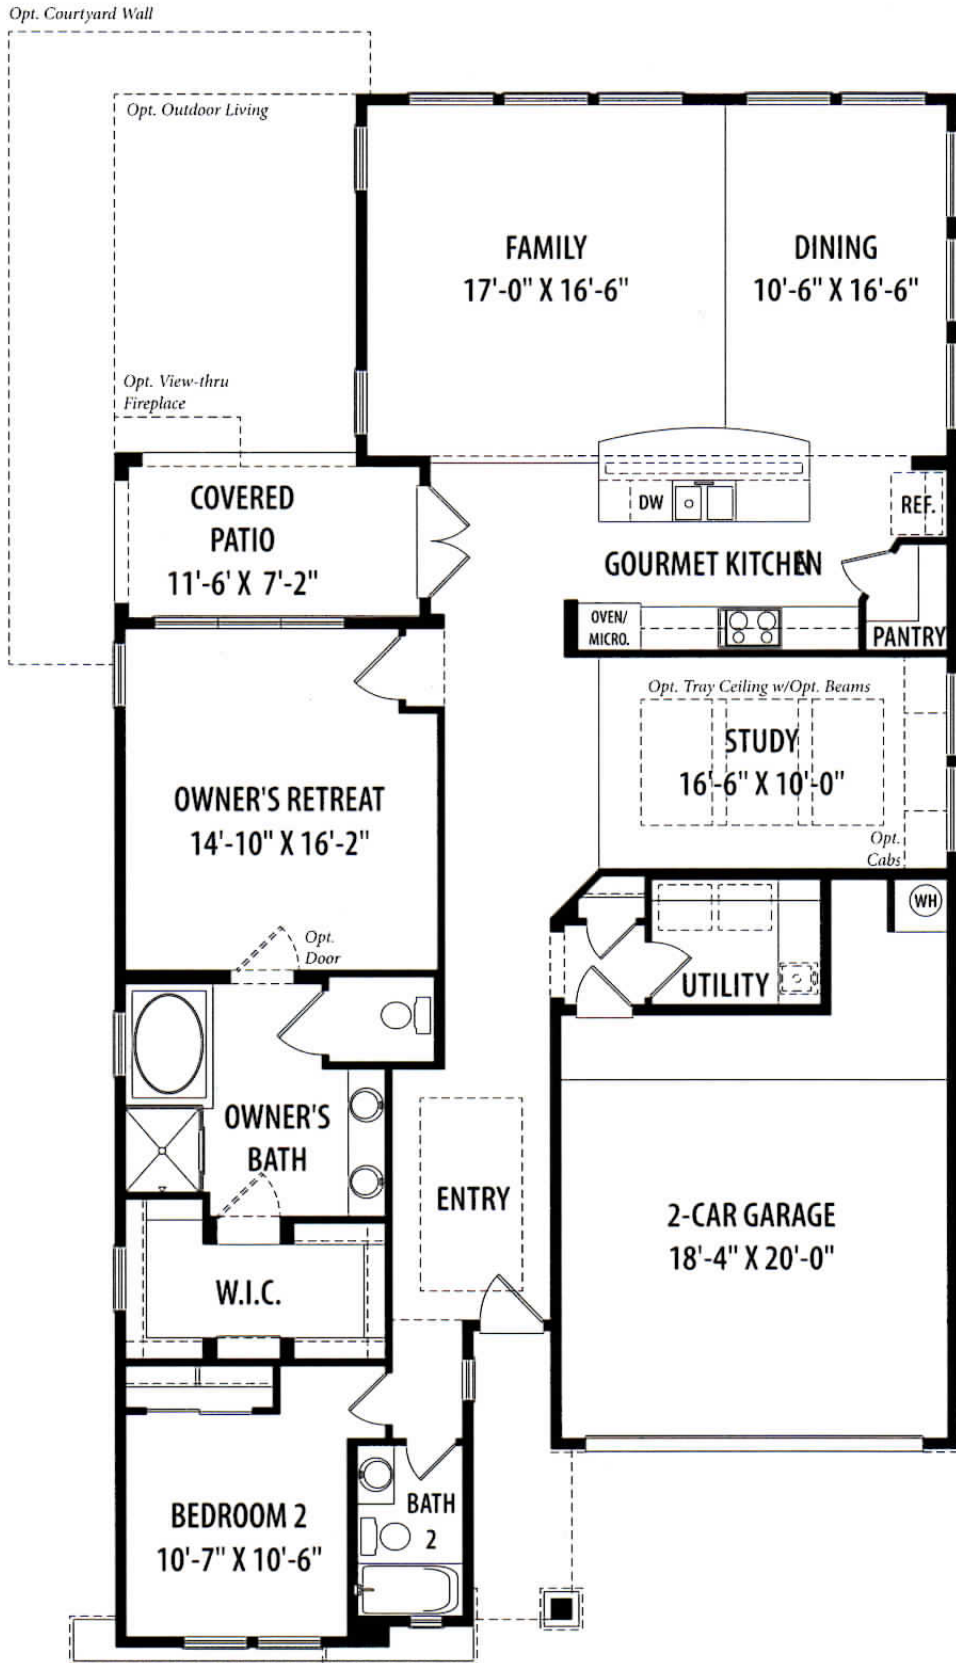 Opt. Courtyard Wall
Opt. Outdoor Living
FAMILY
17'-0" X 16'-6"
DINING
10'-6" X 16'-6"
Opt. View-thru
Fireplace
COVERED
PATIO
11'-6' X 7'-2"
DW
REF.
GOURMET KITCHEN
OVEN/
MICRO.
PANTRY
Opt. Tray Ceiling w/Opt. Beams
STUDY
16'-6" X 10'-0"
Opt.
Cabs
OWNER'S RETREAT
14'-10" X 16'-2"
Opt.
Door
WH
UTILITY
OWNER'S
BATH
ENTRY
2-CAR GARAGE
18'-4" X 20'-0"
W.I.C.
BEDROOM 2
10'-7" X 10'-6"
BATH
2